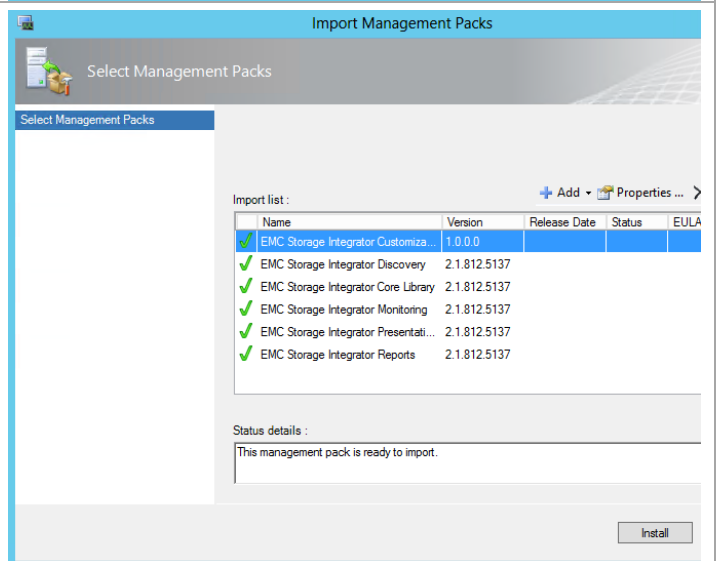 Import Management Packs
Select Management Packs
Select Management Packs
Add Properties ...
Import list :
Name Version Release Date Status EULA
EMC Storage Integrator Customiza... 1.0.0.0
EMC Storage Integrator Discovery 2.1.812.5137
EMC Storage Integrator Core Library 2.1.812.5137
EMC Storage Integrator Monitoring 2.1.812.5137
EMC Storage Integrator Presentati... 2.1.812.5137
EMC Storage Integrator Reports 2.1.812.5137
Status details :
This management pack is ready to import.
Install